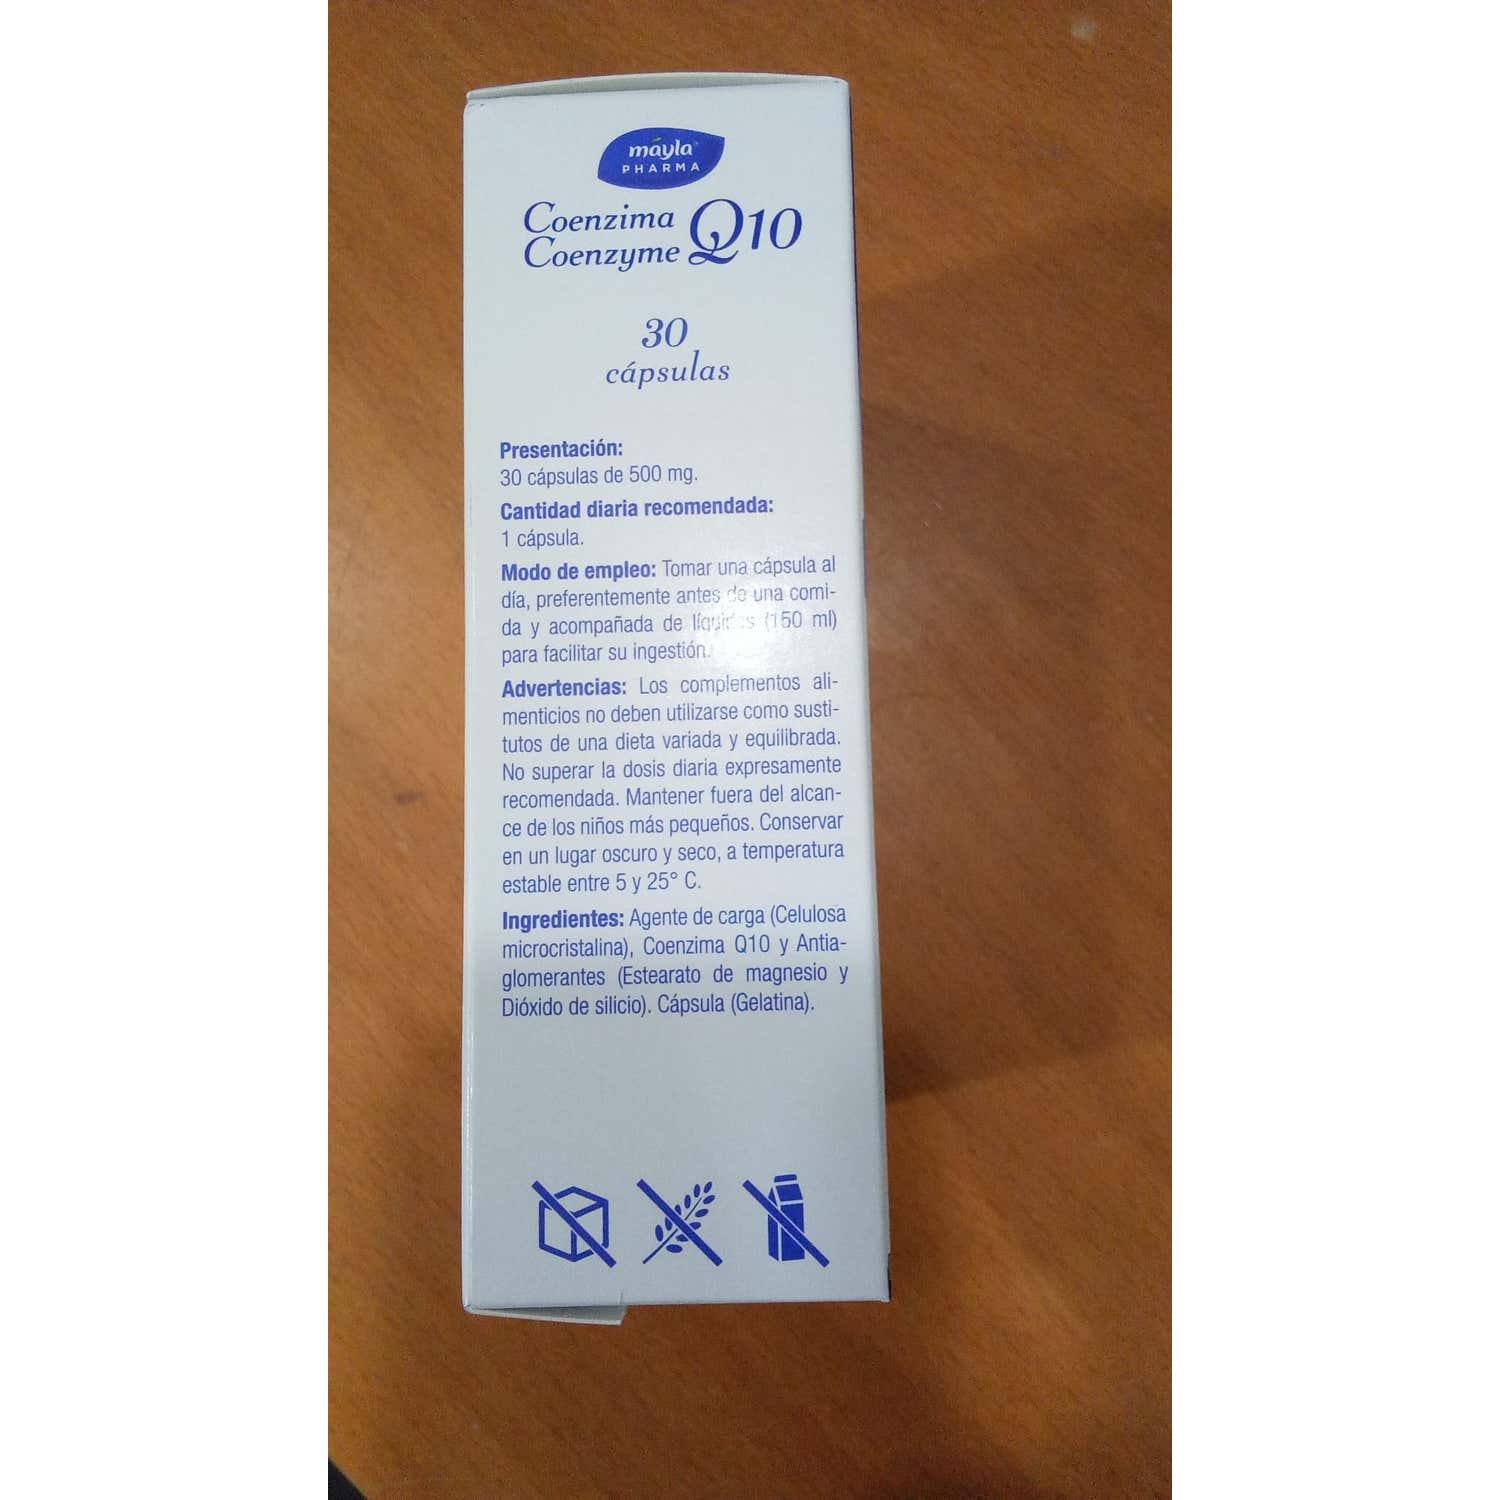 máyla
PHARMA
Coenzima Q10
Coenzyme
30
cápsulas
Presentación:
30 cápsulas de 500 mg.
Cantidad diaria recomendada:
1 cápsula.
Modo de empleo: Tomar una cápsula al
día, preferentemente antes de una comi-
da y acompañada de líquidos (150 ml)
para facilitar su ingestión.
Advertencias: Los complementos ali-
menticios no deben utilizarse como susti-
tutos de una dieta variada y equilibrada.
No superar la dosis diaria expresamente
recomendada. Mantener fuera del alcan-
ce de los niños más pequeños. Conservar
en un lugar oscuro y seco, a temperatura
estable entre 5 y 25° C.
Ingredientes: Agente de carga (Celulosa
microcristalina), Coenzima Q10 y Antia-
glomerantes (Estearato de magnesio y
Dióxido de silicio). Cápsula (Gelatina).